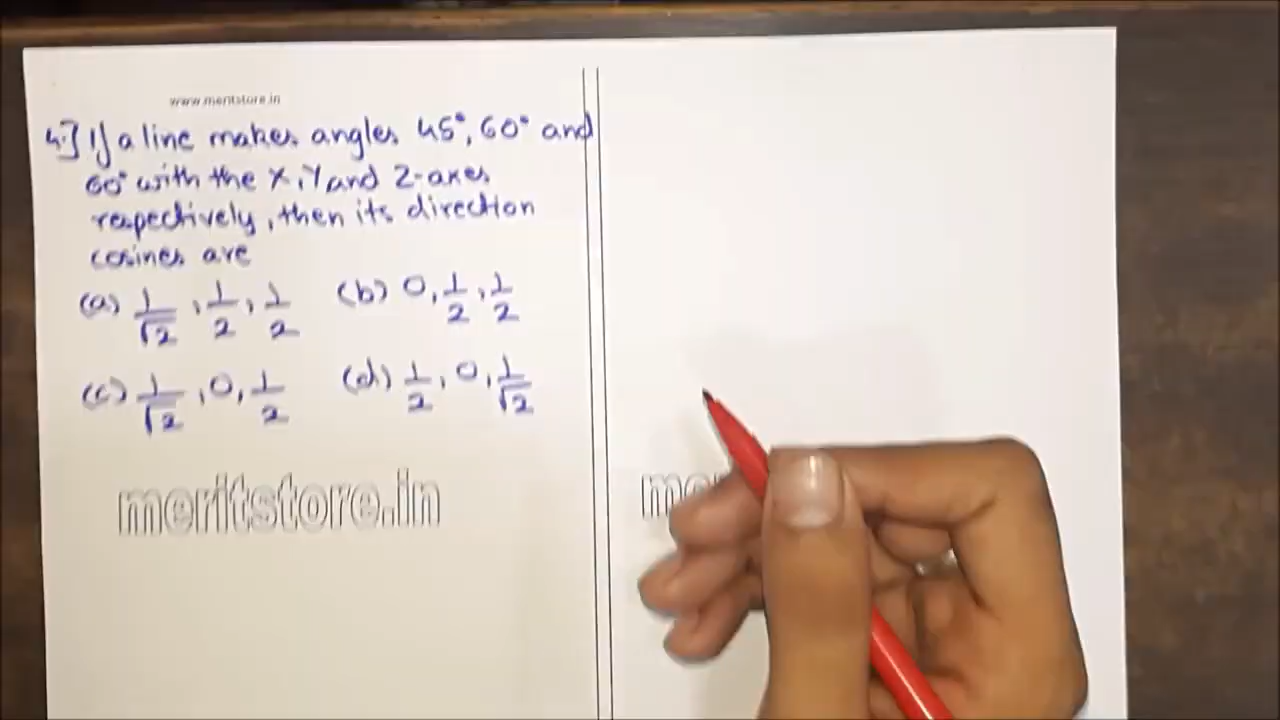 www.meritstore.in
4.] If a line makes angles 45°, 60° and
60° with the X, Y and Z-axes
respectively, then its direction
cosines are
(a) 1/√2, 1/2, 1/2 (b) 0, 1/2, 1/2
(c) 1/√2, 0, 1/2 (d) 1/2, 0, 1/√2
meritstore.in